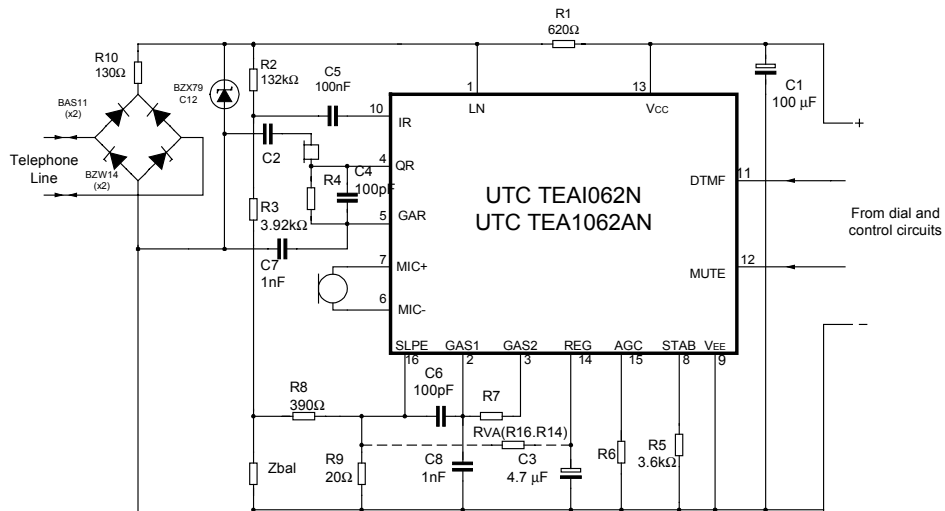 R1
620Ω
R10
130Ω
BZX79
C12
R2
132kΩ
C5
100nF
1
13
C1
100 μF
BAS11
(x2)
10
IR
LN
VCC
+
C2
4
QR
Telephone
Line
BZW14
(x2)
R4
C4
100pF
UTC TEAI062N
UTC TEA1062AN
DTMF
11
R3
3.92kΩ
5
GAR
From dial and
control circuits
C7
1nF
7
MIC+
MUTE
12
6
MIC-
−
SLPE
GAS1
GAS2
REG
AGC
STAB
VEE
16
2
3
14
15
8
9
R8
390Ω
C6
100pF
R7
RVA(R16.R14)
Zbal
R9
20Ω
C8
1nF
C3
4.7 μF
R6
R5
3.6kΩ